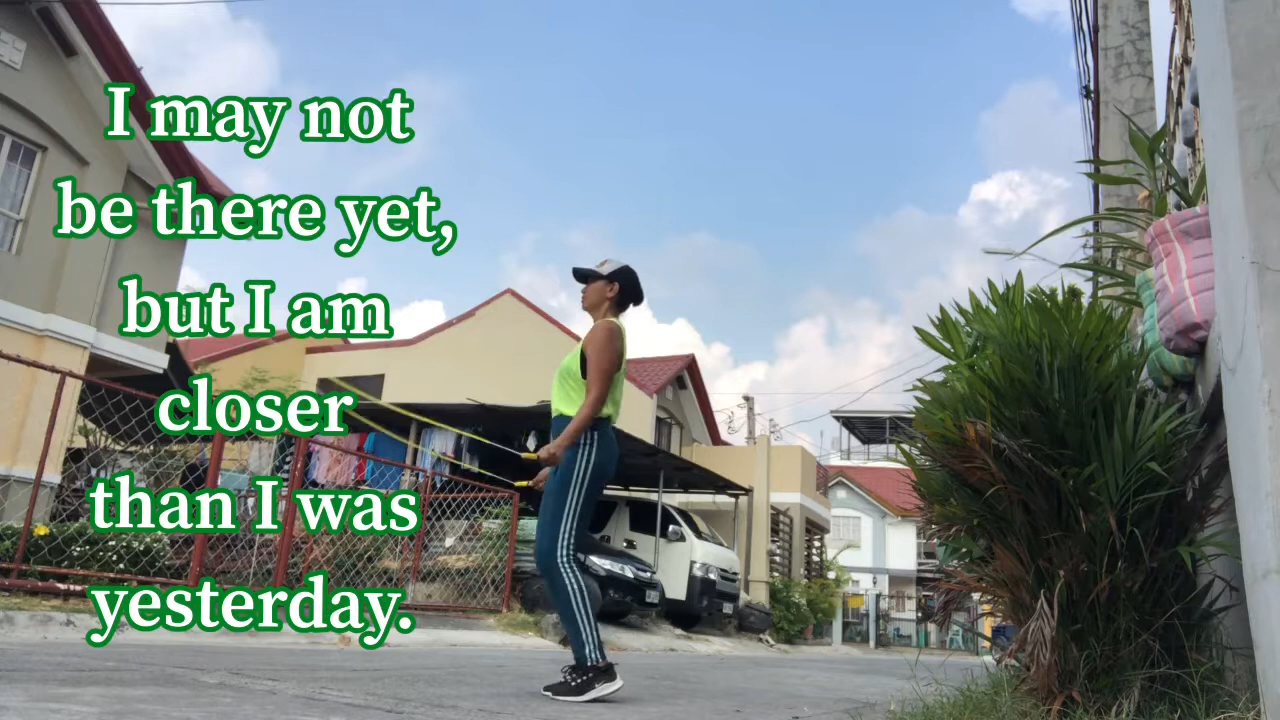 I may not
be there yet,
but I am
closer
than I was
yesterday.